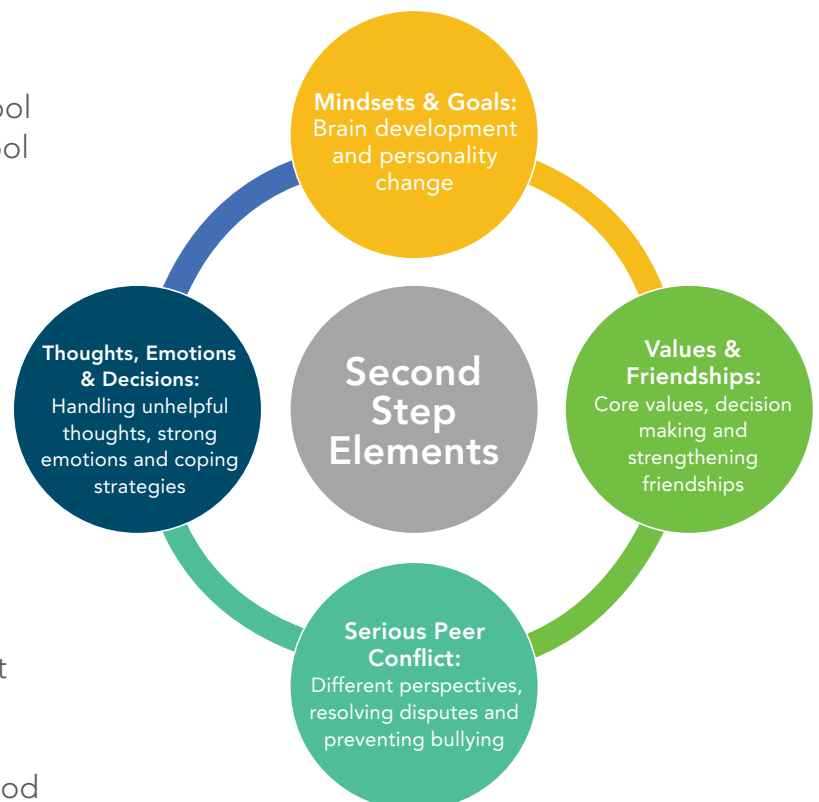 Mindsets & Goals:
Brain development
and personality
change
Thoughts, Emotions
& Decisions:
Handling unhelpful
thoughts, strong
emotions and coping
strategies
Second
Step
Elements
Values &
Friendships:
Core values, decision
making and
strengthening
friendships
Serious Peer
Conflict:
Different perspectives,
resolving disputes and
preventing bullying